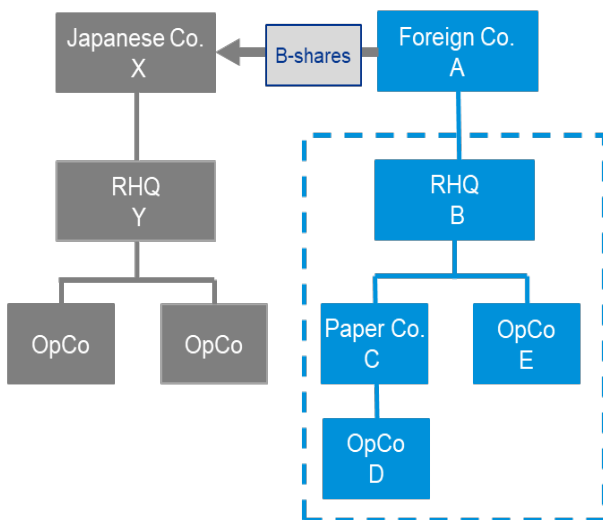 Japanese Co.
X
B-shares
Foreign Co.
A
RHQ
Y
RHQ
B
OpCo
OpCo
Paper Co.
C
OpCo
E
OpCo
D